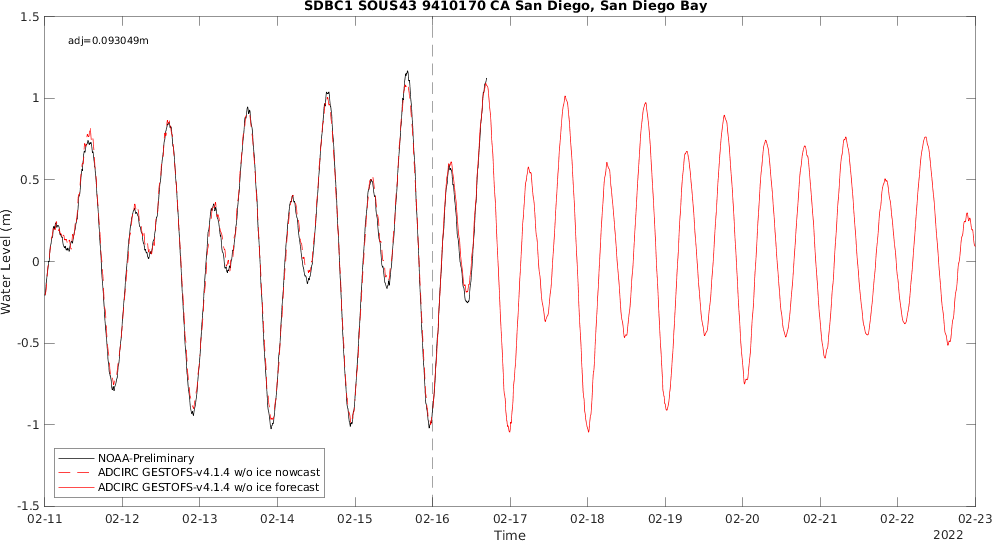 SDBC1 SOUS43 9410170 CA San Diego, San Diego Bay
adj=0.093049m
1.5
1
0.5
0
-0.5
-1
-1.5
Water Level (m)
NOAA-Preliminary
ADCIRC GESTOFS-v4.1.4 w/o ice nowcast
ADCIRC GESTOFS-v4.1.4 w/o ice forecast
02-11 02-12 02-13 02-14 02-15 02-16 02-17 02-18 02-19 02-20 02-21 02-22 02-23
Time
2022